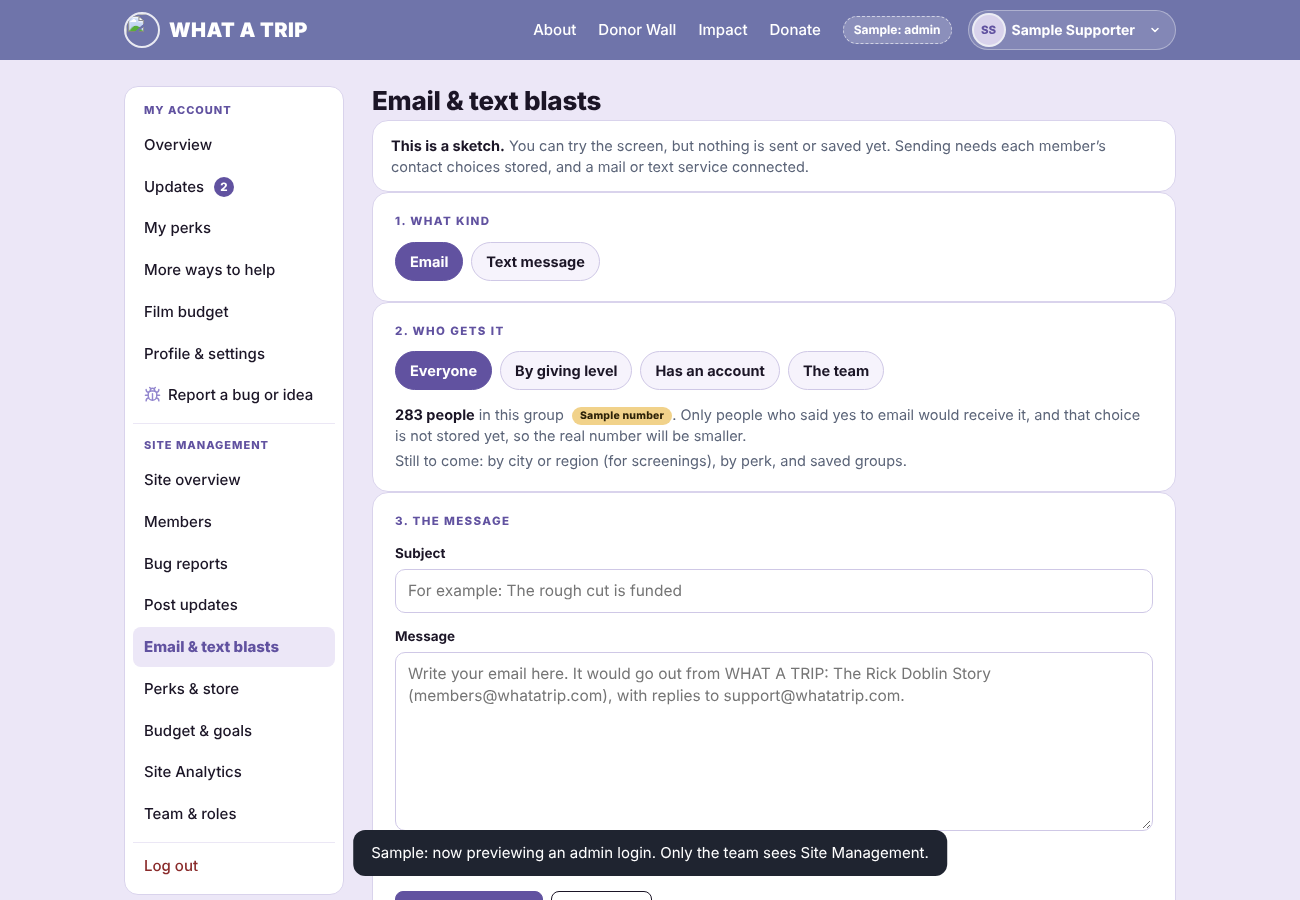 WHAT A TRIP
About
Donor Wall
Impact
Donate
Sample: admin
SS
Sample Supporter
MY ACCOUNT
Overview
Updates 2
My perks
More ways to help
Film budget
Profile & settings
Report a bug or idea
SITE MANAGEMENT
Site overview
Members
Bug reports
Post updates
Email & text blasts
Perks & store
Budget & goals
Site Analytics
Team & roles
Log out
Email & text blasts
This is a sketch. You can try the screen, but nothing is sent or saved yet. Sending needs each member’s
contact choices stored, and a mail or text service connected.
1. WHAT KIND
Email
Text message
2. WHO GETS IT
Everyone
By giving level
Has an account
The team
283 people in this group Sample number. Only people who said yes to email would receive it, and that choice
is not stored yet, so the real number will be smaller.
Still to come: by city or region (for screenings), by perk, and saved groups.
3. THE MESSAGE
Subject
For example: The rough cut is funded
Message
Write your email here. It would go out from WHAT A TRIP: The Rick Doblin Story
(members@whatatrip.com), with replies to support@whatatrip.com.
Sample: now previewing an admin login. Only the team sees Site Management.